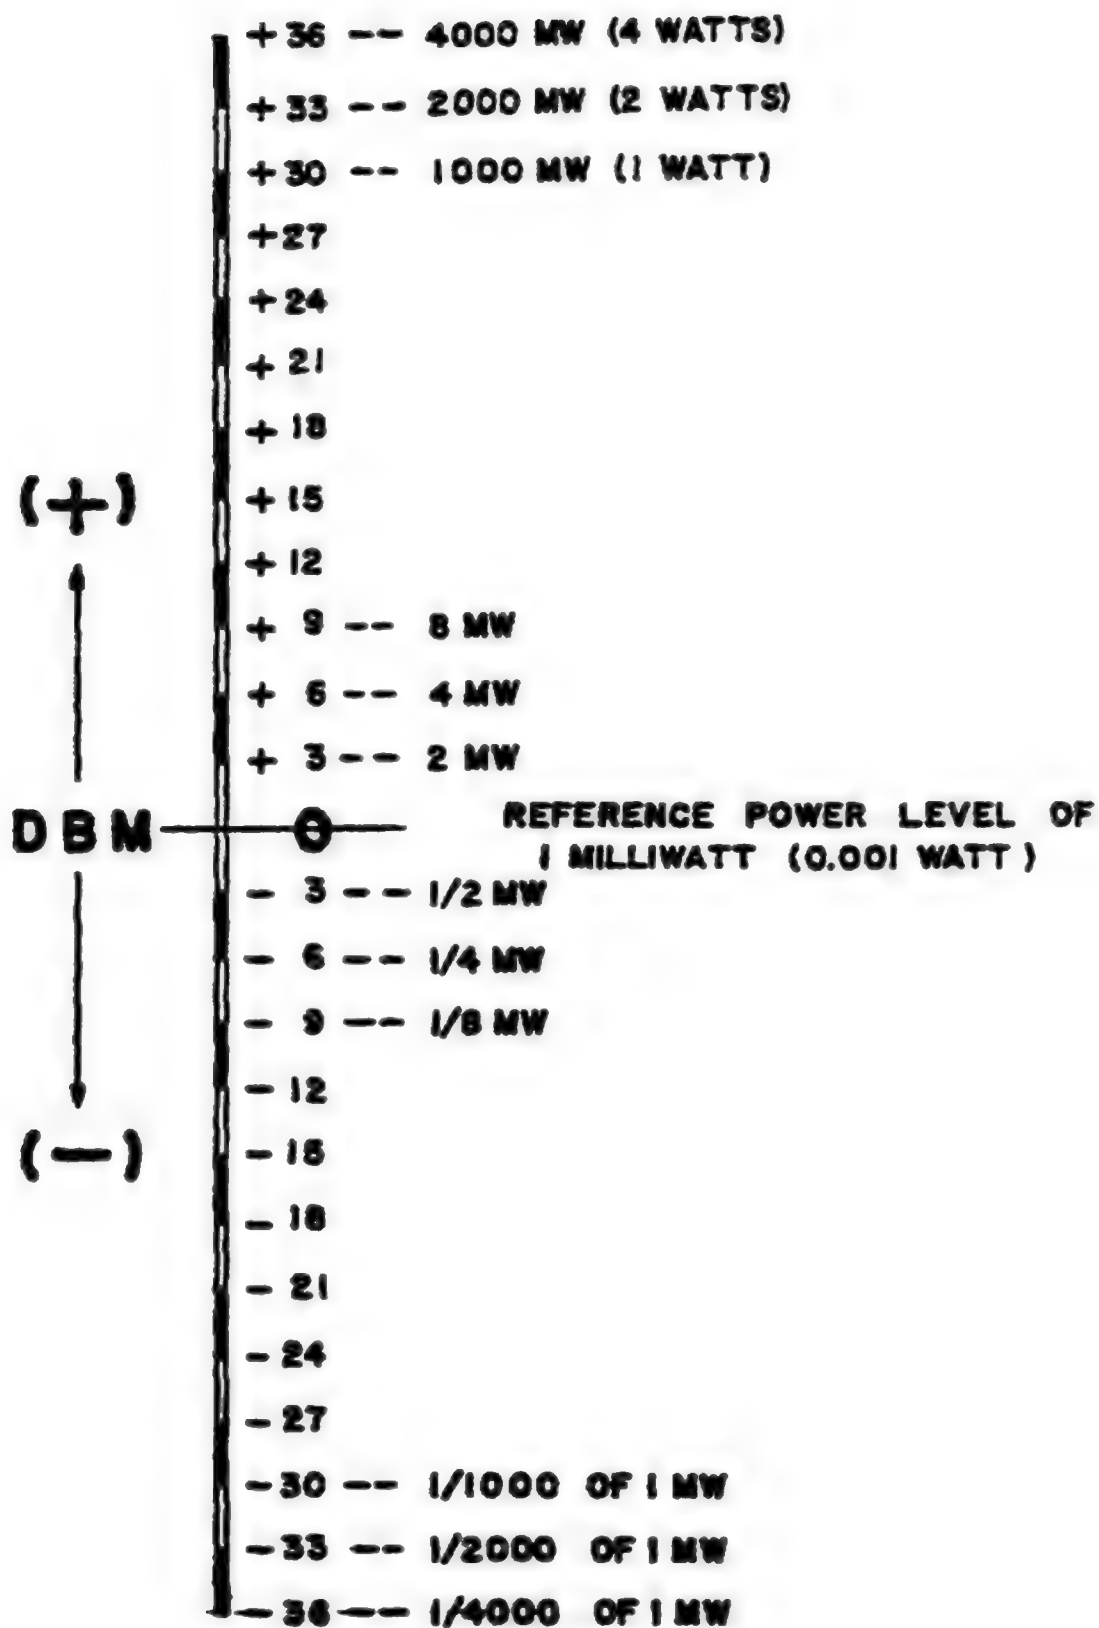 + 36 -- 4000 MW (4 WATTS)
+ 33 -- 2000 MW (2 WATTS)
+ 30 -- 1000 MW (1 WATT)
+ 27
+ 24
+ 21
+ 18
(+)
+ 15
+ 12
+ 9 -- 8 MW
+ 6 -- 4 MW
+ 3 -- 2 MW
DBM 0 REFERENCE POWER LEVEL OF
1 MILLIWATT (0.001 WATT)
- 3 -- 1/2 MW
- 6 -- 1/4 MW
- 9 -- 1/8 MW
- 12
- 15
(-)
- 18
- 21
- 24
- 27
- 30 -- 1/1000 OF 1 MW
- 33 -- 1/2000 OF 1 MW
- 36 -- 1/4000 OF 1 MW